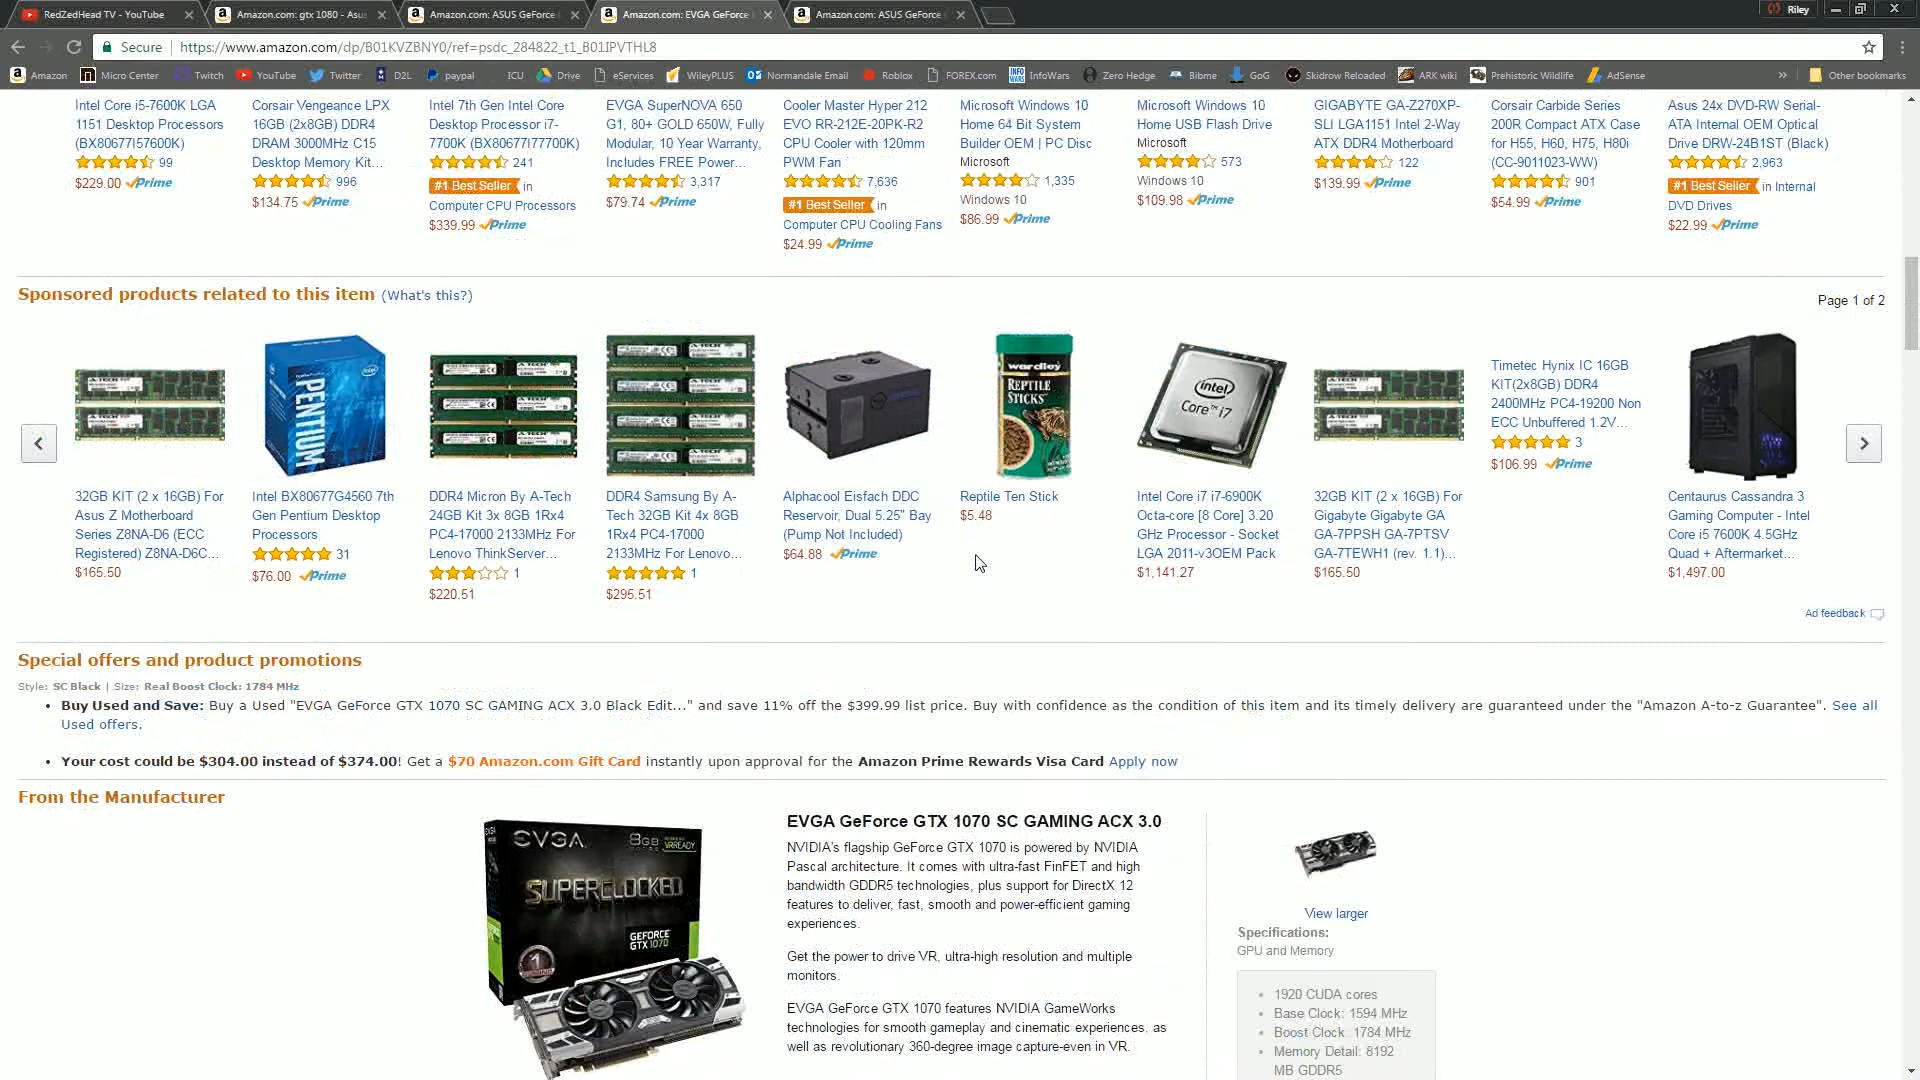 RedZedHead TV - YouTube
Amazon.com: gtx 1080 - Asus
Amazon.com: ASUS GeForce
Amazon.com: EVGA GeForce
Amazon.com: ASUS GeForce
Riley
Secure
https://www.amazon.com/dp/B01KVZBNY0/ref=psdc_284822_t1_B01IPVTHL8
Amazon
Micro Center
Twitch
YouTube
Twitter
D2L
paypal
ICU
Drive
eServices
WileyPLUS
Normandale Email
Roblox
FOREX.com
InfoWars
Zero Hedge
Bibme
GoG
Skidrow Reloaded
ARK wiki
Prehistoric Wildlife
AdSense
Other bookmarks
Intel Core i5-7600K LGA
1151 Desktop Processors
(BX80677I57600K)
99
$229.00 Prime
Corsair Vengeance LPX
16GB (2x8GB) DDR4
DRAM 3000MHz C15
Desktop Memory Kit...
996
$134.75 Prime
Intel 7th Gen Intel Core
Desktop Processor i7-
7700K (BX80677I77700K)
241
#1 Best Seller in
Computer CPU Processors
$339.99 Prime
EVGA SuperNOVA 650
G1, 80+ GOLD 650W, Fully
Modular, 10 Year Warranty,
Includes FREE Power...
3,317
$79.74 Prime
Cooler Master Hyper 212
EVO RR-212E-20PK-R2
CPU Cooler with 120mm
PWM Fan
7,636
#1 Best Seller in
Computer CPU Cooling Fans
$24.99 Prime
Microsoft Windows 10
Home 64 Bit System
Builder OEM | PC Disc
Microsoft
1,335
Windows 10
$86.99 Prime
Microsoft Windows 10
Home USB Flash Drive
Microsoft
573
Windows 10
$109.98 Prime
GIGABYTE GA-Z270XP-
SLI LGA1151 Intel 2-Way
ATX DDR4 Motherboard
122
$139.99 Prime
Corsair Carbide Series
200R Compact ATX Case
for H55, H60, H75, H80i
(CC-9011023-WW)
901
$54.99 Prime
Asus 24x DVD-RW Serial-
ATA Internal OEM Optical
Drive DRW-24B1ST (Black)
2,963
#1 Best Seller in Internal
DVD Drives
$22.99 Prime
Sponsored products related to this item (What's this?)
Page 1 of 2
32GB KIT (2 x 16GB) For
Asus Z Motherboard
Series Z8NA-D6 (ECC
Registered) Z8NA-D6C...
$165.50
PENTIUM
intel
Intel BX80677G4560 7th
Gen Pentium Desktop
Processors
31
$76.00 Prime
DDR4 Micron By A-Tech
24GB Kit 3x 8GB 1Rx4
PC4-17000 2133MHz For
Lenovo ThinkServer...
1
$220.51
DDR4 Samsung By A-
Tech 32GB Kit 4x 8GB
1Rx4 PC4-17000
2133MHz For Lenovo...
1
$295.51
Alphacool Eisfach DDC
Reservoir, Dual 5.25" Bay
(Pump Not Included)
$64.88 Prime
wardley
REPTILE
STICKS
Reptile Ten Stick
$5.48
intel
Core™ i7
Intel Core i7 i7-6900K
Octa-core [8 Core] 3.20
GHz Processor - Socket
LGA 2011-v3OEM Pack
$1,141.27
32GB KIT (2 x 16GB) For
Gigabyte Gigabyte GA
GA-7PPSH GA-7PTSV
GA-7TEWH1 (rev. 1.1)...
$165.50
Timetec Hynix IC 16GB
KIT(2x8GB) DDR4
2400MHz PC4-19200 Non
ECC Unbuffered 1.2V...
3
$106.99 Prime
Centaurus Cassandra 3
Gaming Computer - Intel
Core i5 7600K 4.5GHz
Quad + Aftermarket...
$1,497.00
Ad feedback
Special offers and product promotions
Style: SC Black | Size: Real Boost Clock: 1784 MHz
• Buy Used and Save: Buy a Used "EVGA GeForce GTX 1070 SC GAMING ACX 3.0 Black Edit..." and save 11% off the $399.99 list price. Buy with confidence as the condition of this item and its timely delivery are guaranteed under the "Amazon A-to-z Guarantee". See all
Used offers.
• Your cost could be $304.00 instead of $374.00! Get a $70 Amazon.com Gift Card instantly upon approval for the Amazon Prime Rewards Visa Card Apply now
From the Manufacturer
EVGA
8GB
VR READY
SUPERCLOCKED
GEFORCE
GTX 1070
EVGA GeForce GTX 1070 SC GAMING ACX 3.0
NVIDIA's flagship GeForce GTX 1070 is powered by NVIDIA
Pascal architecture. It comes with ultra-fast FinFET and high
bandwidth GDDR5 technologies, plus support for DirectX 12
features to deliver, fast, smooth and power-efficient gaming
experiences.
Get the power to drive VR, ultra-high resolution and multiple
monitors.
EVGA GeForce GTX 1070 features NVIDIA GameWorks
technologies for smooth gameplay and cinematic experiences, as
well as revolutionary 360-degree image capture-even in VR.
View larger
Specifications:
GPU and Memory
• 1920 CUDA cores
• Base Clock: 1594 MHz
• Boost Clock: 1784 MHz
• Memory Detail: 8192
MB GDDR5